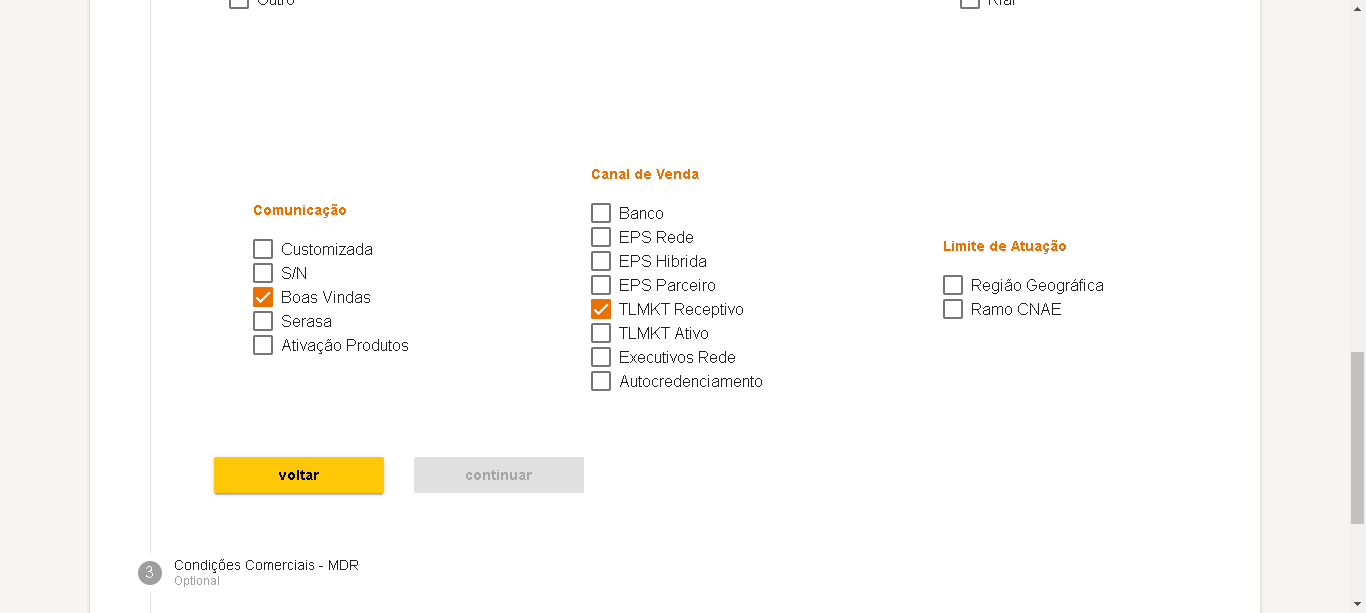 Outro
Canal de Venda
Comunicação
Banco
EPS Rede
Limite de Atuação
Customizada
EPS Hibrida
S/N
EPS Parceiro
Região Geográfica
Boas Vindas
TLMKT Receptivo
Ramo CNAE
Serasa
TLMKT Ativo
Ativação Produtos
Executivos Rede
Autocredenciamento
voltar
continuar
3
Condições Comerciais - MDR
Optional